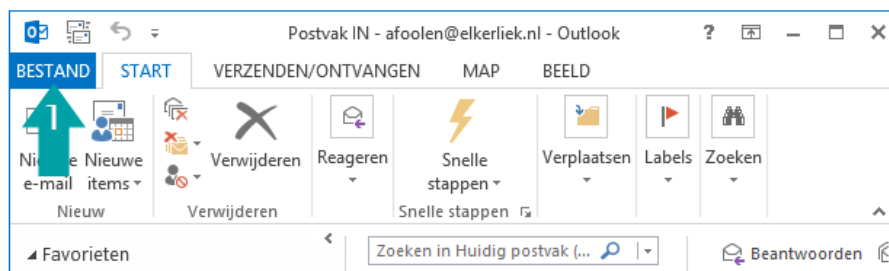 Postvak IN - afoolen@elkerliek.nl - Outlook
BESTAND START VERZENDEN/ONTVANGEN MAP BEELD
1
Nieuwe Verwijderen Reageren Snelle Verplaatsen Labels Zoeken
e-mail items stappen
Nieuw Verwijderen Snelle stappen
Favorieten Zoeken in Huidig postvak (... Beantwoorden